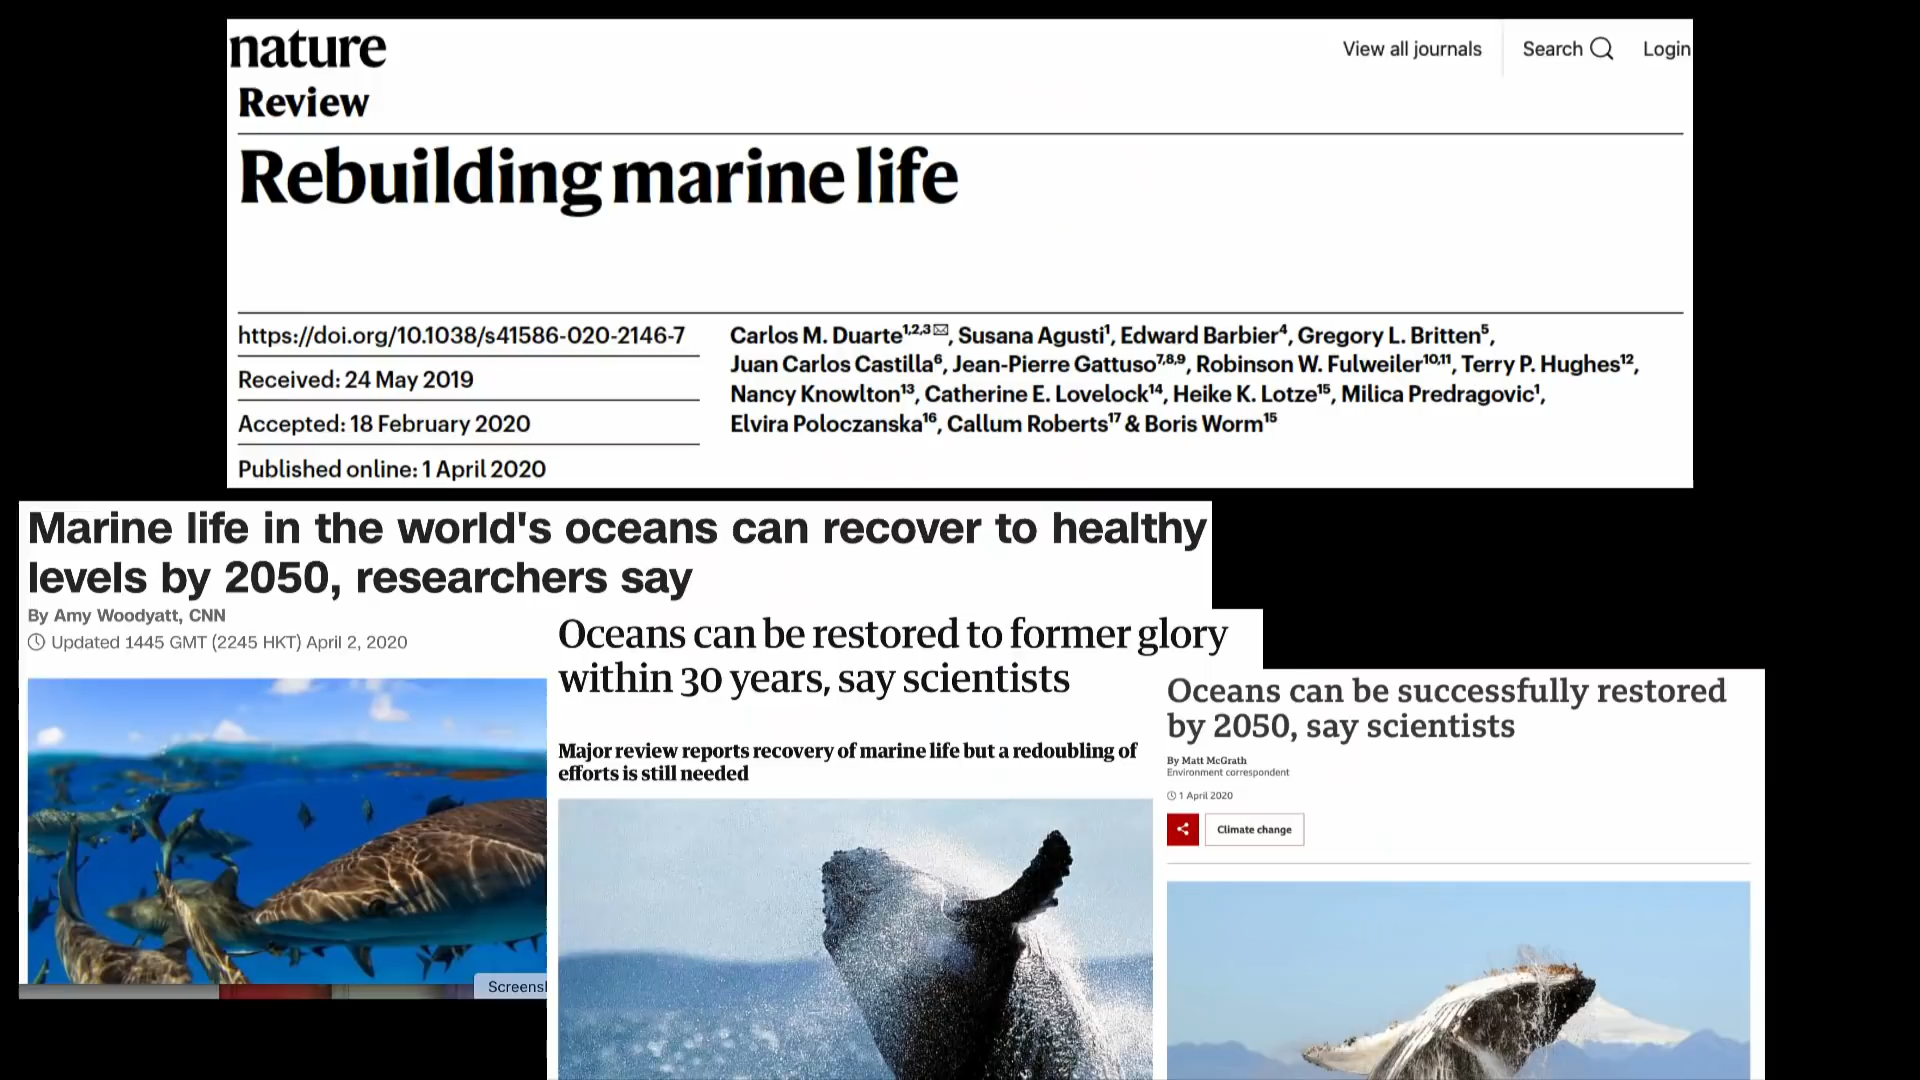 nature
View all journals
Search
Login
Review
Rebuilding marine life
https://doi.org/10.1038/s41586-020-2146-7
Received: 24 May 2019
Accepted: 18 February 2020
Published online: 1 April 2020
Carlos M. Duarte1,2,3✉, Susana Agusti1, Edward Barbier4, Gregory L. Britten5,
Juan Carlos Castilla6, Jean-Pierre Gattuso7,8,9, Robinson W. Fulweiler10,11, Terry P. Hughes12,
Nancy Knowlton13, Catherine E. Lovelock14, Heike K. Lotze15, Milica Predragovic1,
Elvira Poloczanska16, Callum Roberts17 & Boris Worm15
Marine life in the world's oceans can recover to healthy
levels by 2050, researchers say
By Amy Woodyatt, CNN
Updated 1445 GMT (2245 HKT) April 2, 2020
Oceans can be restored to former glory
within 30 years, say scientists
Major review reports recovery of marine life but a redoubling of
efforts is still needed
Oceans can be successfully restored
by 2050, say scientists
By Matt McGrath
Environment correspondent
1 April 2020
Climate change